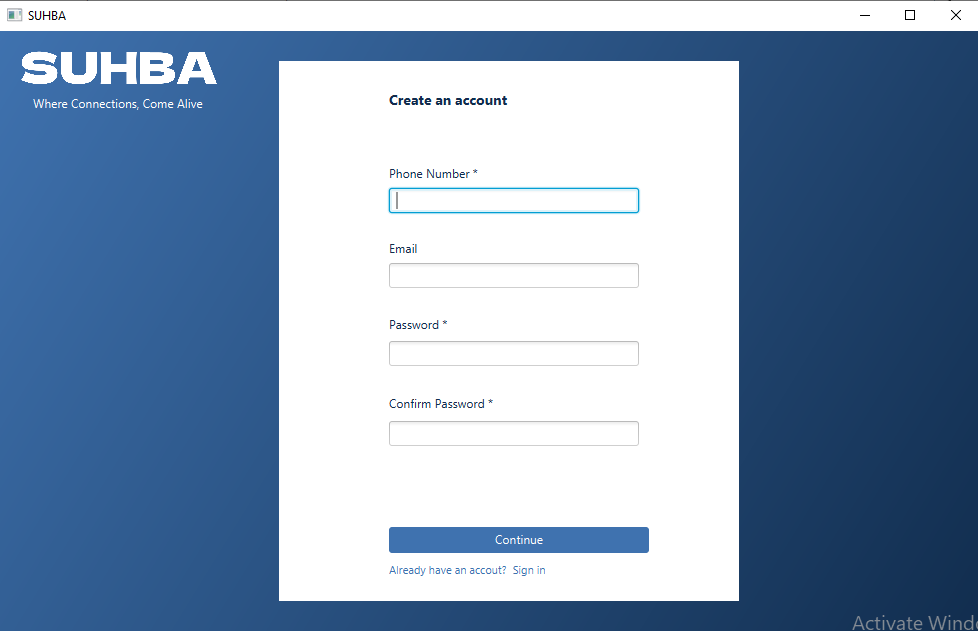 SUHBA
SUHBA
Where Connections, Come Alive
Create an account
Phone Number *
Email
Password *
Confirm Password *
Continue
Already have an accout? Sign in
Activate Wind